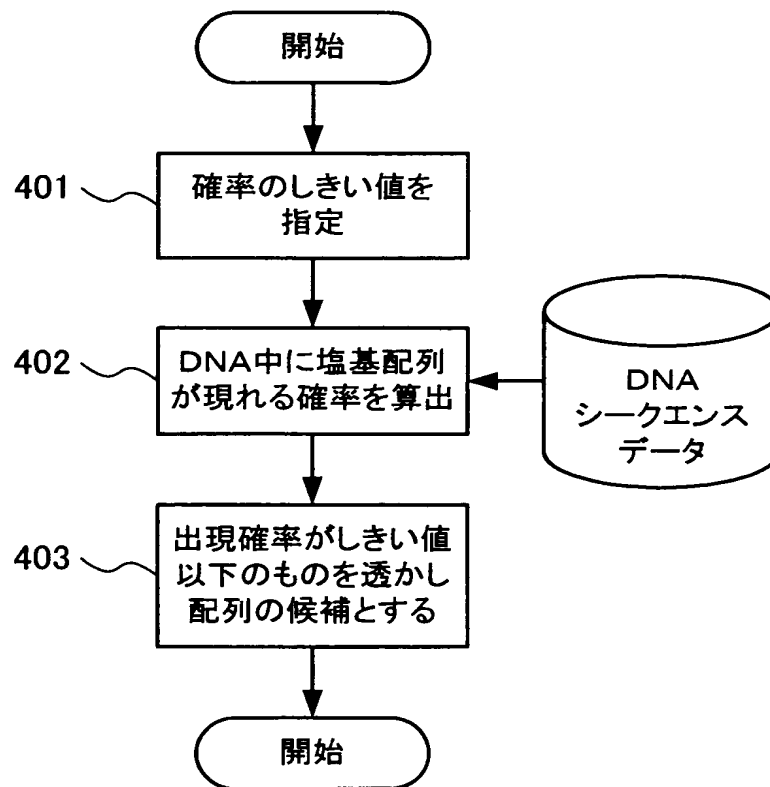 開始
401
確率のしきい値を
指定
402
DNA中に塩基配列
が現れる確率を算出
DNA
シークエンス
データ
403
出現確率がしきい値
以下のものを透かし
配列の候補とする
開始